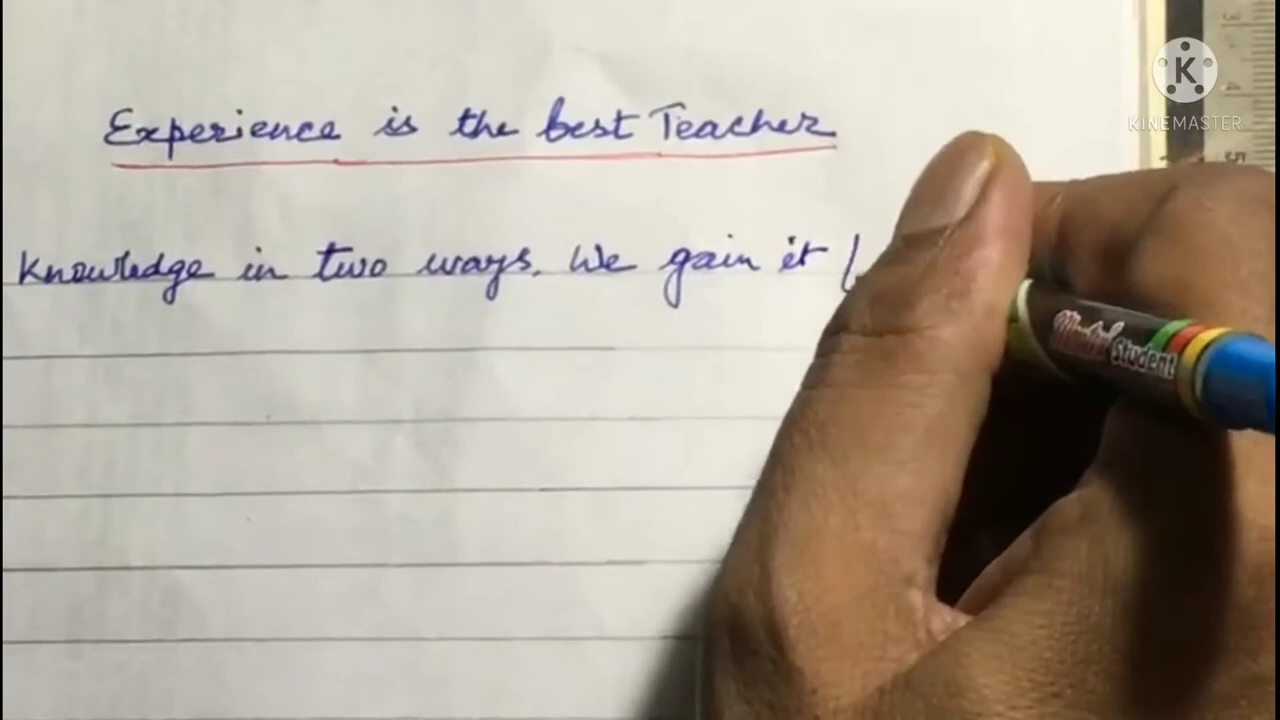 Experience is the best Teacher
Knowledge in two ways. We gain it
K
KINEMASTER
Student